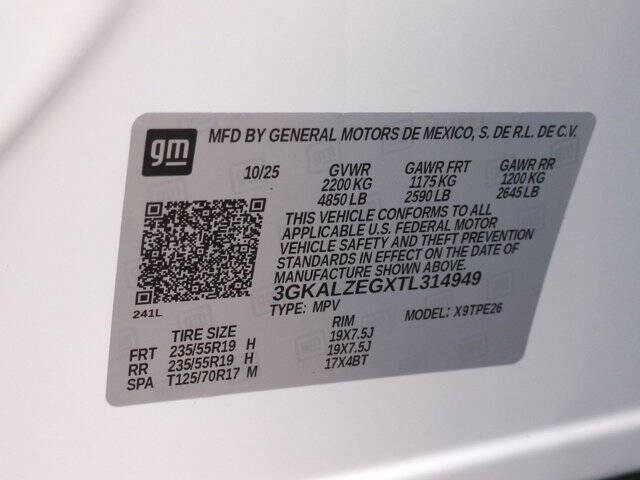 gm
MFD BY GENERAL MOTORS DE MEXICO, S. DE R.L. DE C.V.
10/25 GVWR GAWR FRT GAWR RR
2200 KG 1175 KG 1200 KG
4850 LB 2590 LB 2645 LB
THIS VEHICLE CONFORMS TO ALL
APPLICABLE U.S. FEDERAL MOTOR
VEHICLE SAFETY AND THEFT PREVENTION
STANDARDS IN EFFECT ON THE DATE OF
MANUFACTURE SHOWN ABOVE.
3GKALZEGXTL314949
241L TYPE: MPV MODEL: X9TPE26
TIRE SIZE RIM
FRT 235/55R19 H 19X7.5J
RR 235/55R19 H 19X7.5J
SPA T125/70R17 M 17X4BT